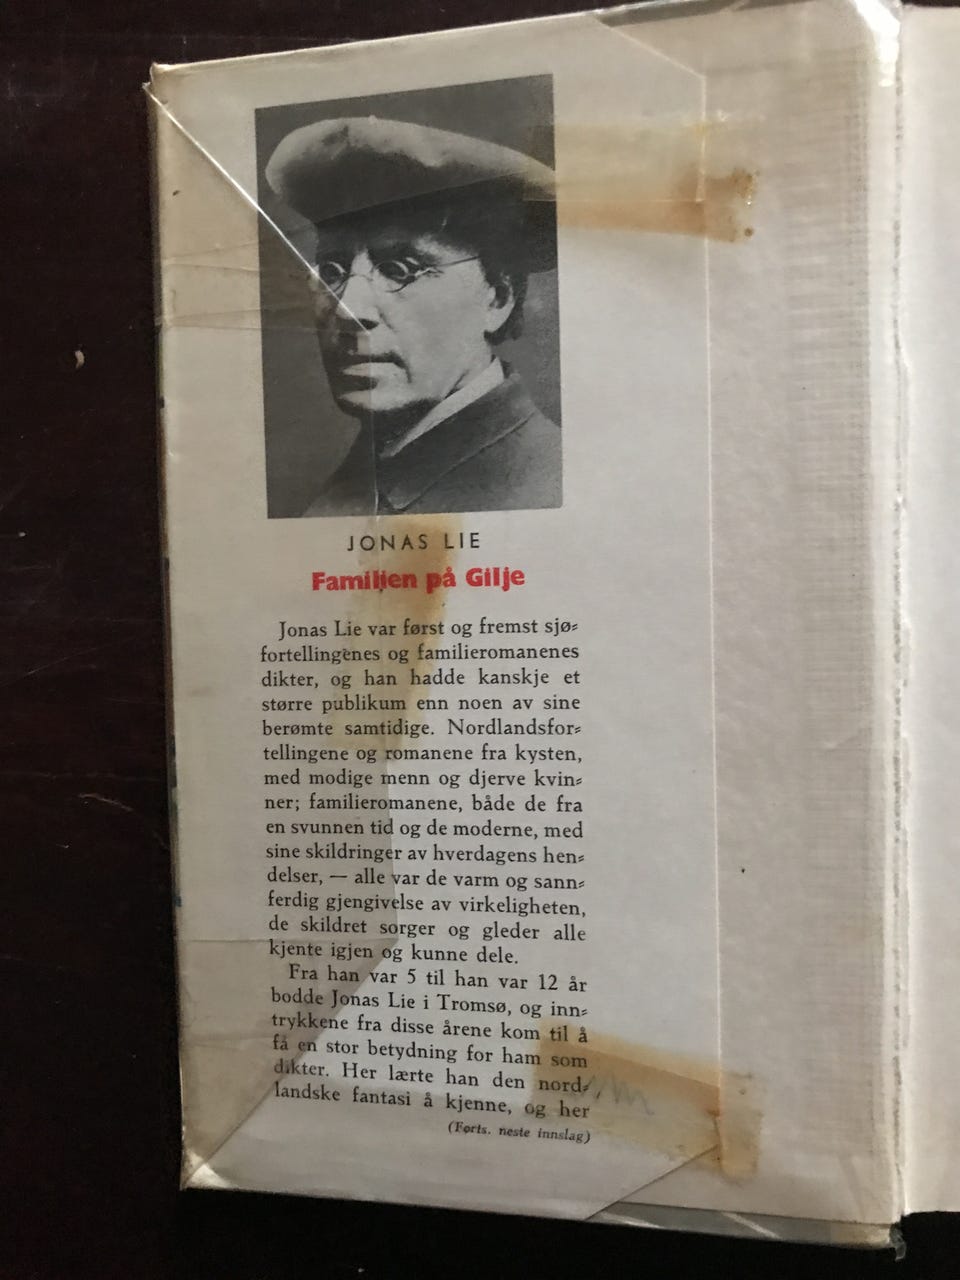 JONAS LIE
Familien på Gilje
Jonas Lie var først og fremst sjø⸗
fortellingenes og familieromanenes
dikter, og han hadde kanskje et
større publikum enn noen av sine
berømte samtidige. Nordlandsfor⸗
tellingene og romanene fra kysten,
med modige menn og djerve kvin⸗
ner; familieromanene, både de fra
en svunnen tid og de moderne, med
sine skildringer av hverdagens hen⸗
delser, — alle var de varm og sann⸗
ferdig gjengivelse av virkeligheten,
de skildret sorger og gleder alle
kjente igjen og kunne dele.
Fra han var 5 til han var 12 år
bodde Jonas Lie i Tromsø, og inn⸗
trykkene fra disse årene kom til å
få en stor betydning for ham som
dikter. Her lærte han den nord⸗
landske fantasi å kjenne, og her
(Forts. neste innslag)